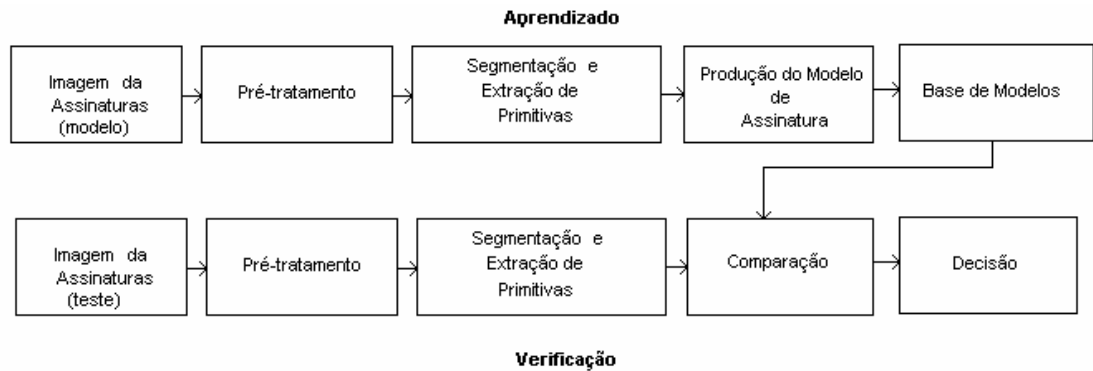 Aprendizado
Imagem da
Assinaturas
(modelo)
Pré-tratamento
Segmentação e
Extração de
Primitivas
Produção do Modelo
de
Assinatura
Base de Modelos
Imagem da
Assinaturas
(teste)
Pré-tratamento
Segmentação e
Extração de
Primitivas
Comparação
Decisão
Verificação